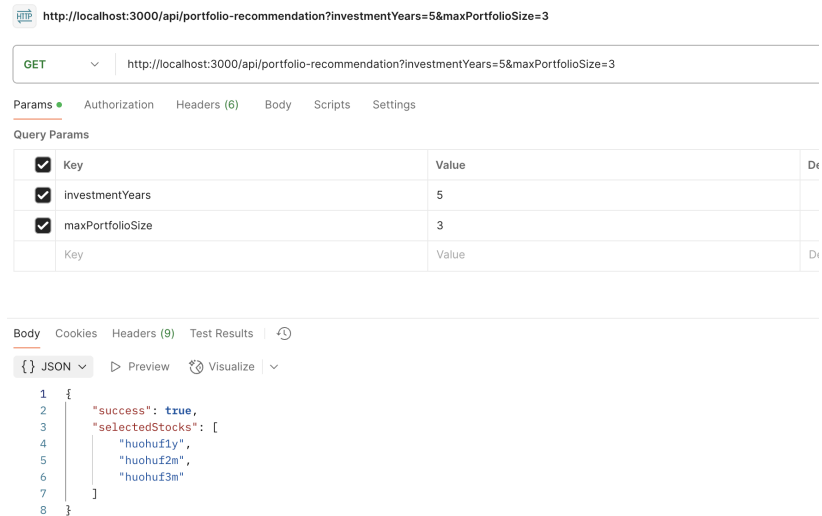 HTTP http://localhost:3000/api/portfolio-recommendation?investmentYears=5&maxPortfolioSize=3
GET http://localhost:3000/api/portfolio-recommendation?investmentYears=5&maxPortfolioSize=3
Params Authorization Headers (6) Body Scripts Settings
Query Params
Key Value De
investmentYears 5
maxPortfolioSize 3
Key Value De
Body Cookies Headers (9) Test Results
{} JSON Preview Visualize
1 {
2 "success": true,
3 "selectedStocks": [
4 "huohuf1y",
5 "huohuf2m",
6 "huohuf3m"
7 ]
8 }